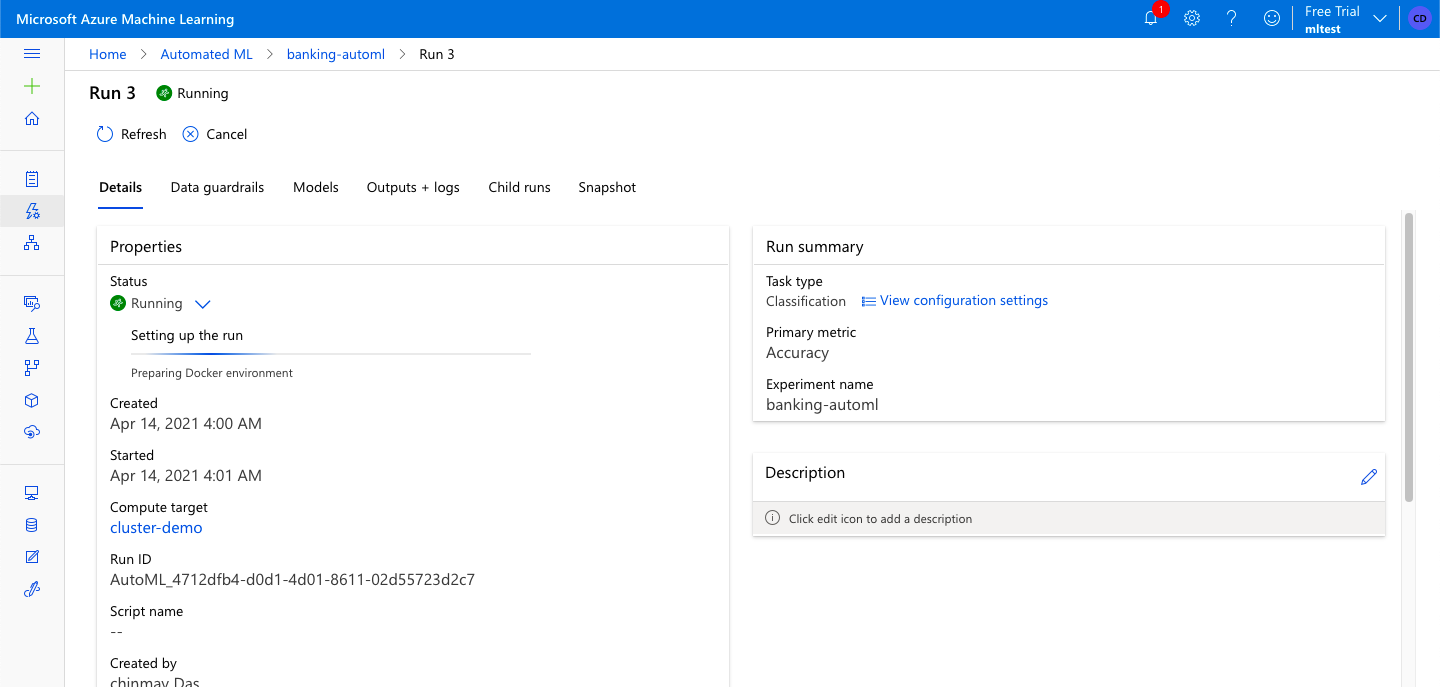 Microsoft Azure Machine Learning
1
Free Trial
mltest
CD
Home > Automated ML > banking-automl > Run 3
Run 3 Running
Refresh Cancel
Details Data guardrails Models Outputs + logs Child runs Snapshot
Properties
Status
Running
Setting up the run
Preparing Docker environment
Created
Apr 14, 2021 4:00 AM
Started
Apr 14, 2021 4:01 AM
Compute target
cluster-demo
Run ID
AutoML_4712dfb4-d0d1-4d01-8611-02d55723d2c7
Script name
--
Created by
chinmay Das
Run summary
Task type
Classification View configuration settings
Primary metric
Accuracy
Experiment name
banking-automl
Description
Click edit icon to add a description